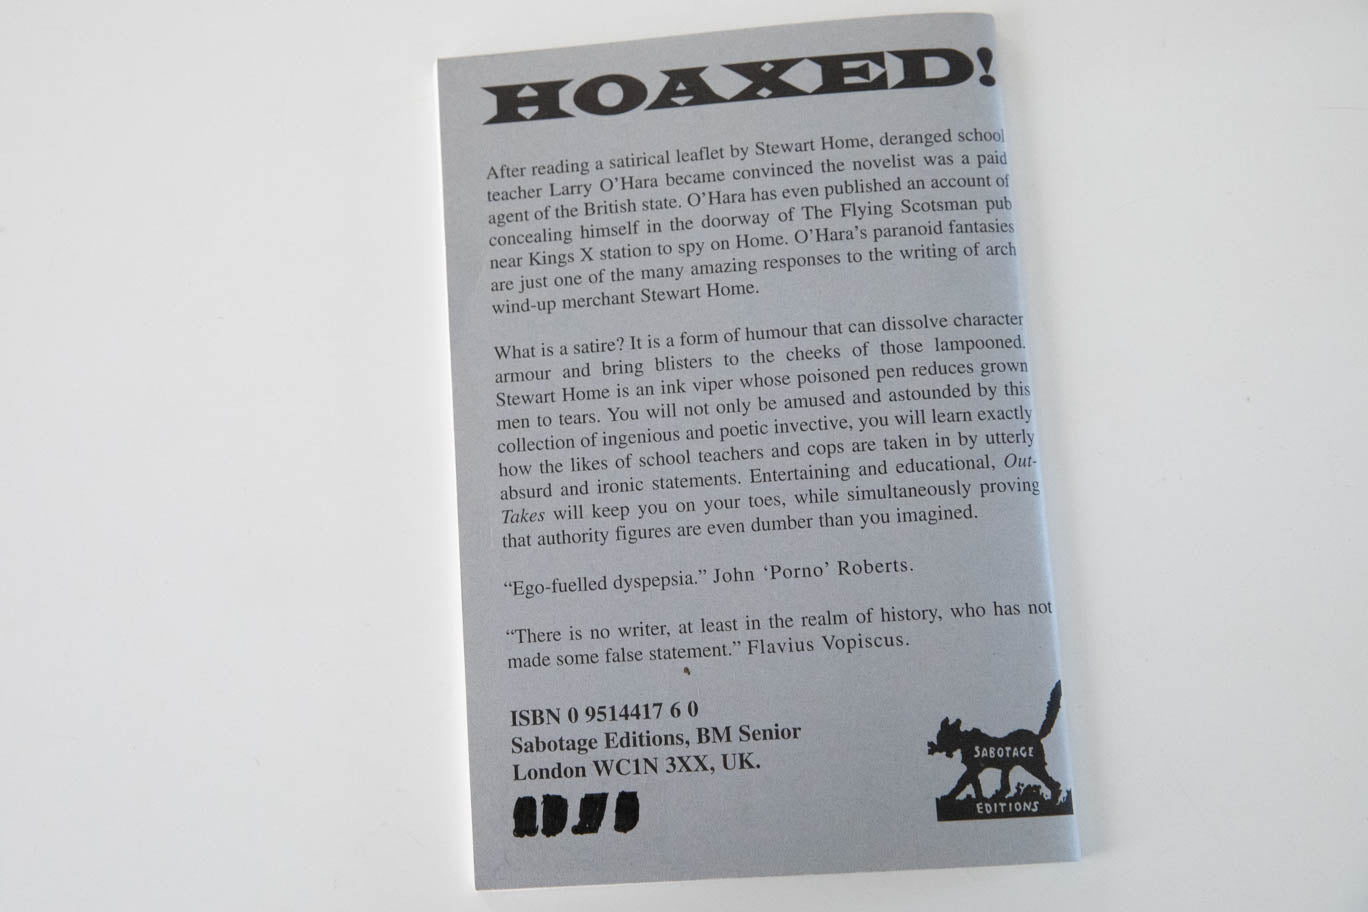 HOAXED!
After reading a satirical leaflet by Stewart Home, deranged school
teacher Larry O'Hara became convinced the novelist was a paid
agent of the British state. O'Hara has even published an account of
concealing himself in the doorway of The Flying Scotsman pub
near Kings X station to spy on Home. O'Hara's paranoid fantasies
are just one of the many amazing responses to the writing of arch
wind-up merchant Stewart Home.
What is a satire? It is a form of humour that can dissolve character
armour and bring blisters to the cheeks of those lampooned.
Stewart Home is an ink viper whose poisoned pen reduces grown
men to tears. You will not only be amused and astounded by this
collection of ingenious and poetic invective, you will learn exactly
how the likes of school teachers and cops are taken in by utterly
absurd and ironic statements. Entertaining and educational, Out-
Takes will keep you on your toes, while simultaneously proving
that authority figures are even dumber than you imagined.
“Ego-fuelled dyspepsia.” John ‘Porno’ Roberts.
“There is no writer, at least in the realm of history, who has not
made some false statement.” Flavius Vopiscus.
ISBN 0 9514417 6 0
Sabotage Editions, BM Senior
London WC1N 3XX, UK.
SABOTAGE
EDITIONS